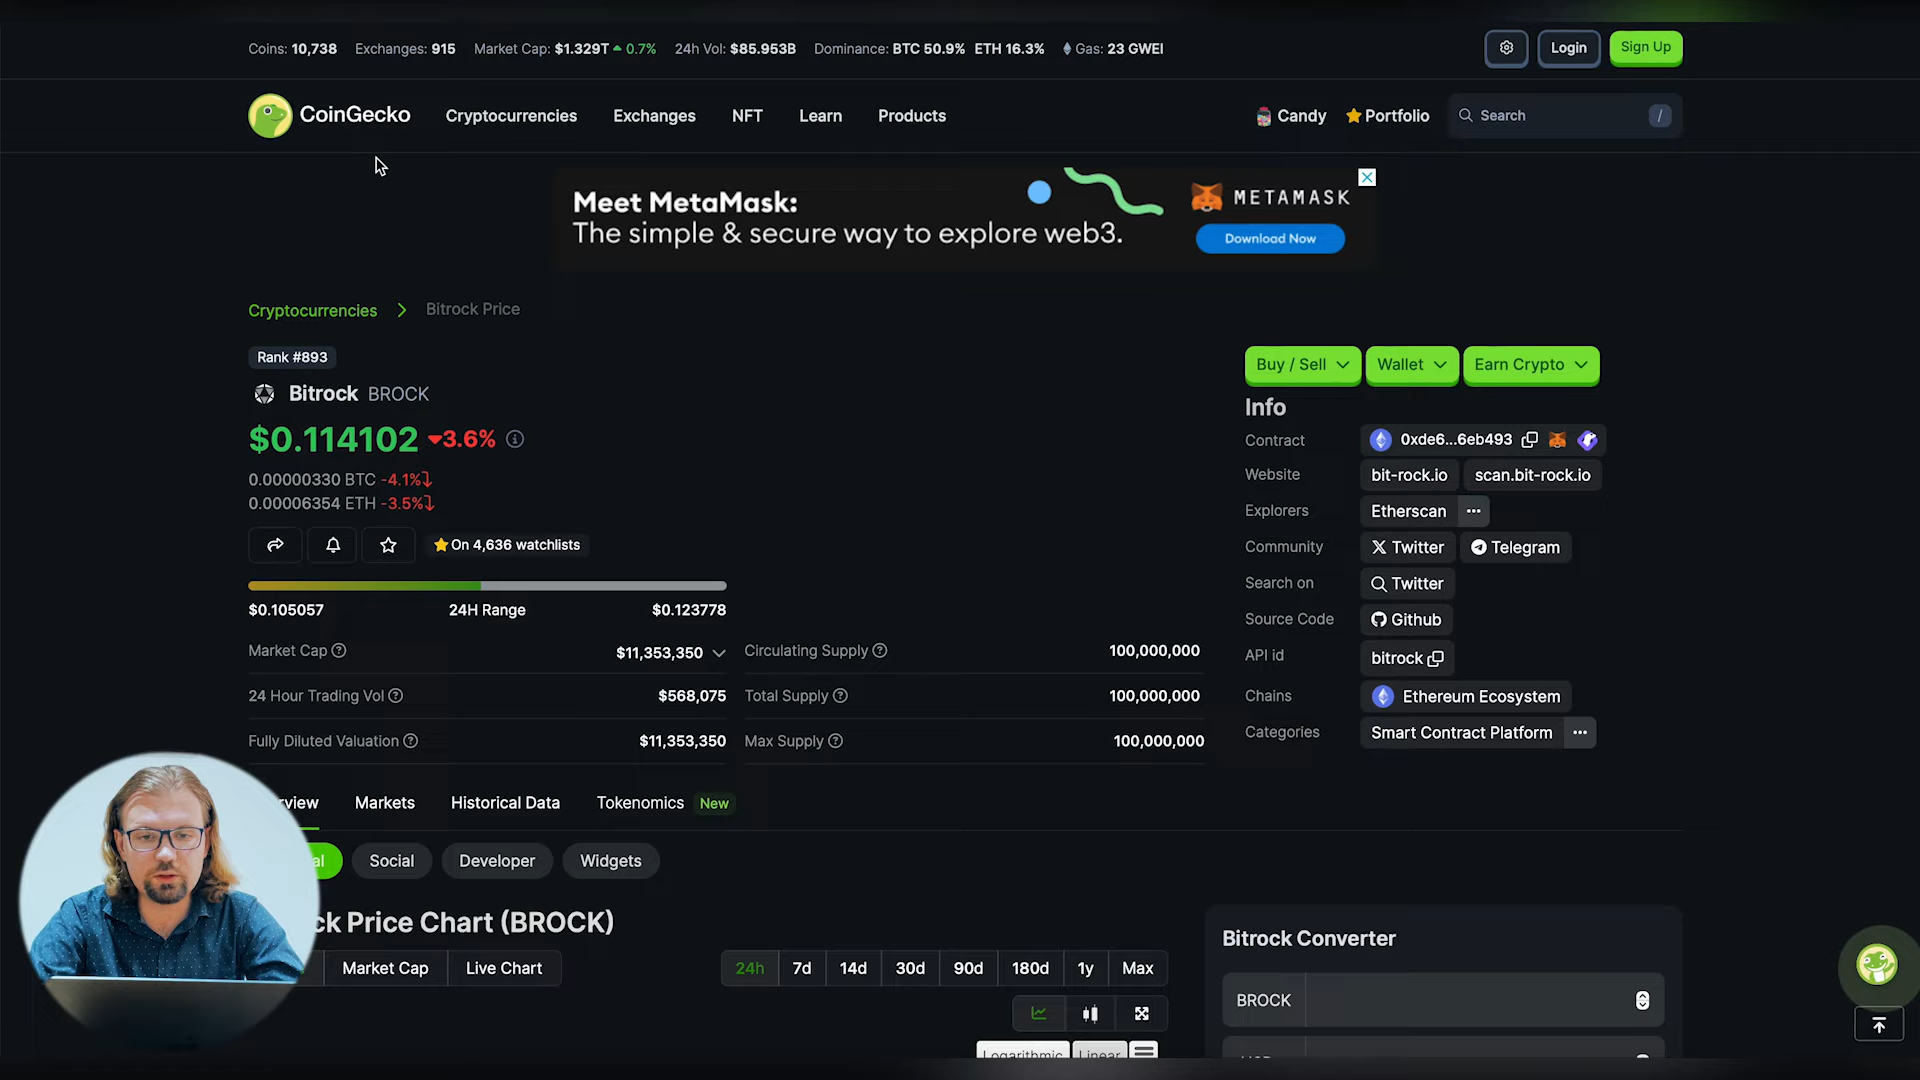 Coins: 10,738 Exchanges: 915 Market Cap: $1.329T 0.7% 24h Vol: $85.953B Dominance: BTC 50.9% ETH 16.3% Gas: 23 GWEI
Login
Sign Up
CoinGecko
Cryptocurrencies
Exchanges
NFT
Learn
Products
Candy
Portfolio
Search
/
Meet MetaMask:
The simple & secure way to explore web3.
METAMASK
Download Now
Cryptocurrencies
Bitrock Price
Rank #893
Bitrock BROCK
$0.114102 3.6%
0.00000330 BTC -4.1%
0.00006354 ETH -3.5%
On 4,636 watchlists
$0.105057 24H Range $0.123778
Market Cap $11,353,350
24 Hour Trading Vol $568,075
Fully Diluted Valuation $11,353,350
Circulating Supply 100,000,000
Total Supply 100,000,000
Max Supply 100,000,000
Buy / Sell
Wallet
Earn Crypto
Info
Contract 0xde6...6eb493
Website bit-rock.io scan.bit-rock.io
Explorers Etherscan
Community Twitter Telegram
Search on Twitter
Source Code Github
API id bitrock
Chains Ethereum Ecosystem
Categories Smart Contract Platform
rview
Markets
Historical Data
Tokenomics New
al
Social
Developer
Widgets
ck Price Chart (BROCK)
Market Cap
Live Chart
24h 7d 14d 30d 90d 180d 1y Max
Logarithmic Linear
Bitrock Converter
BROCK